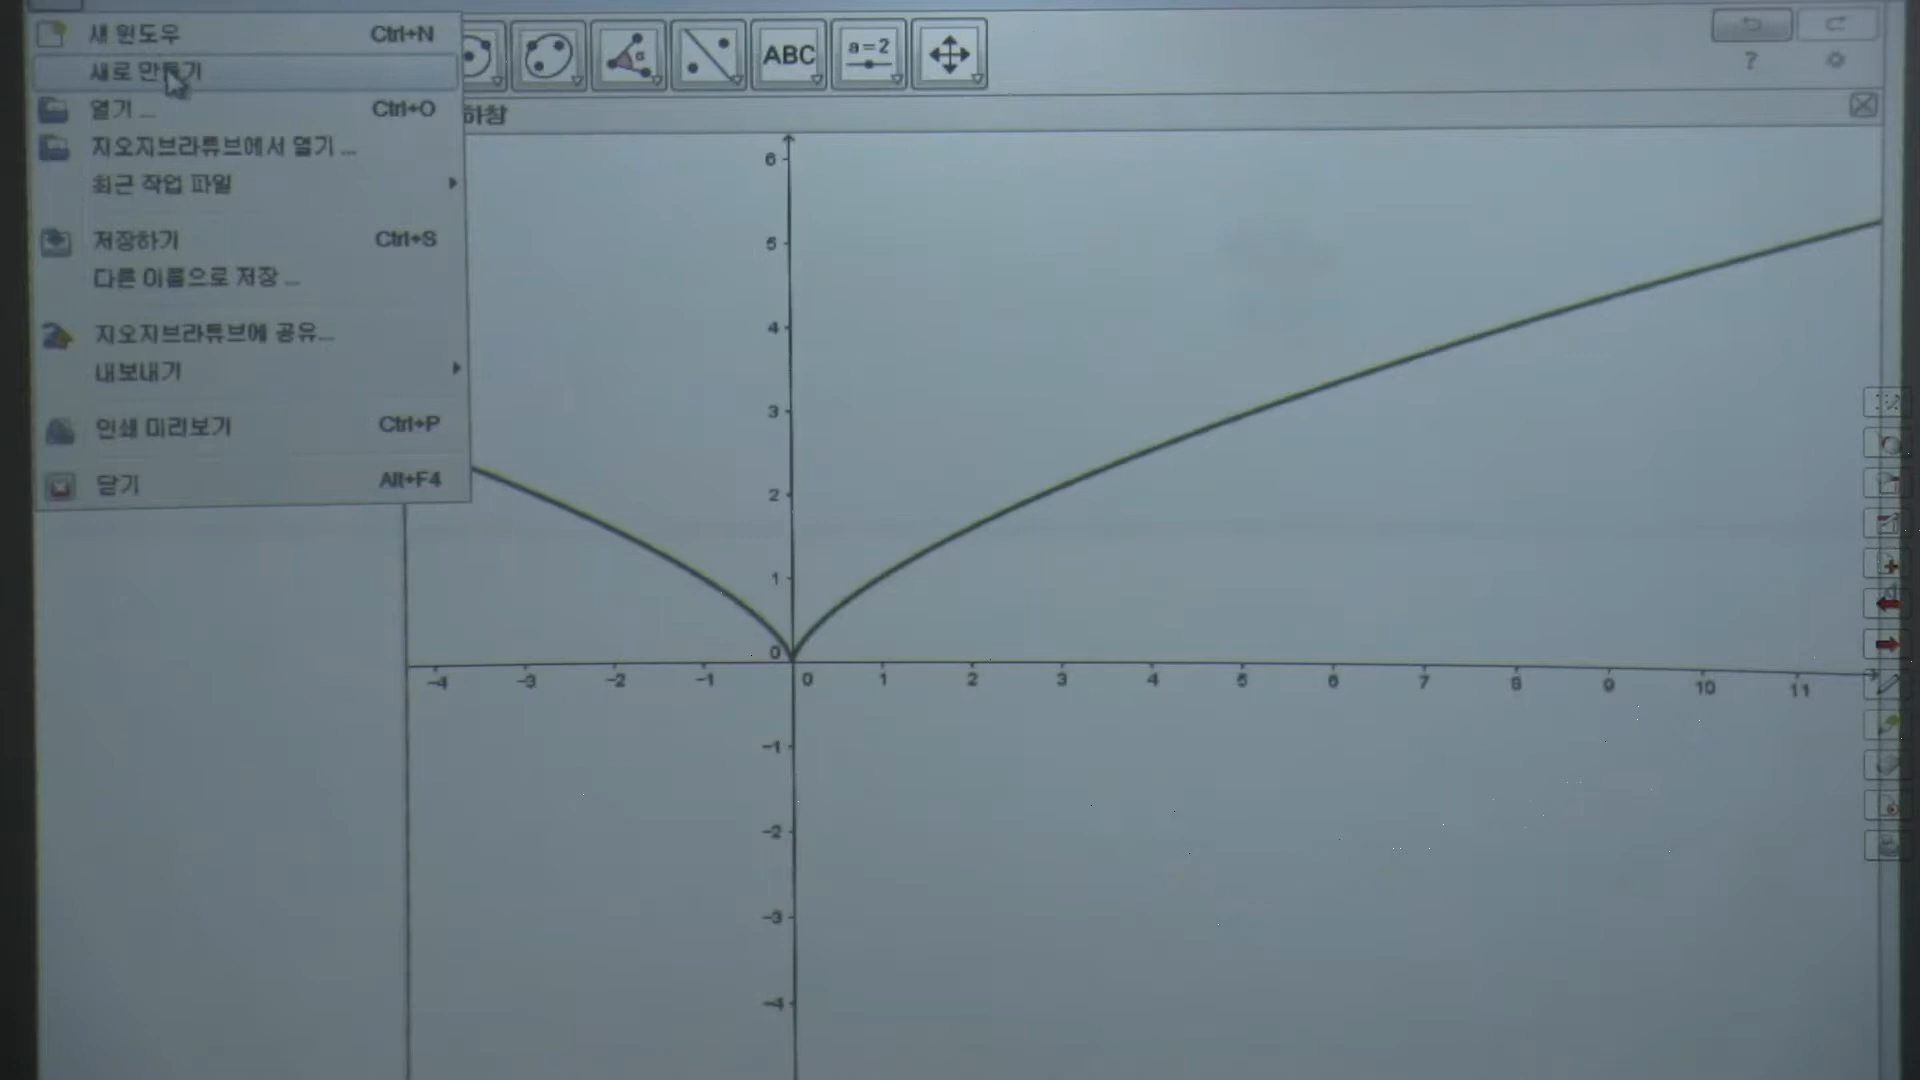 새 윈도우 Ctrl+N
새로 만들기
열기 ... Ctrl+O
지오지브라튜브에서 열기 ...
최근 작업 파일
저장하기 Ctrl+S
다른 이름으로 저장 ...
지오지브라튜브에 공유...
내보내기
인쇄 미리보기 Ctrl+P
닫기 Alt+F4
α
ABC
a=2
?
하창
6
5
4
3
2
1
0
-4 -3 -2 -1 0 1 2 3 4 5 6 7 8 9 10 11
-1
-2
-3
-4